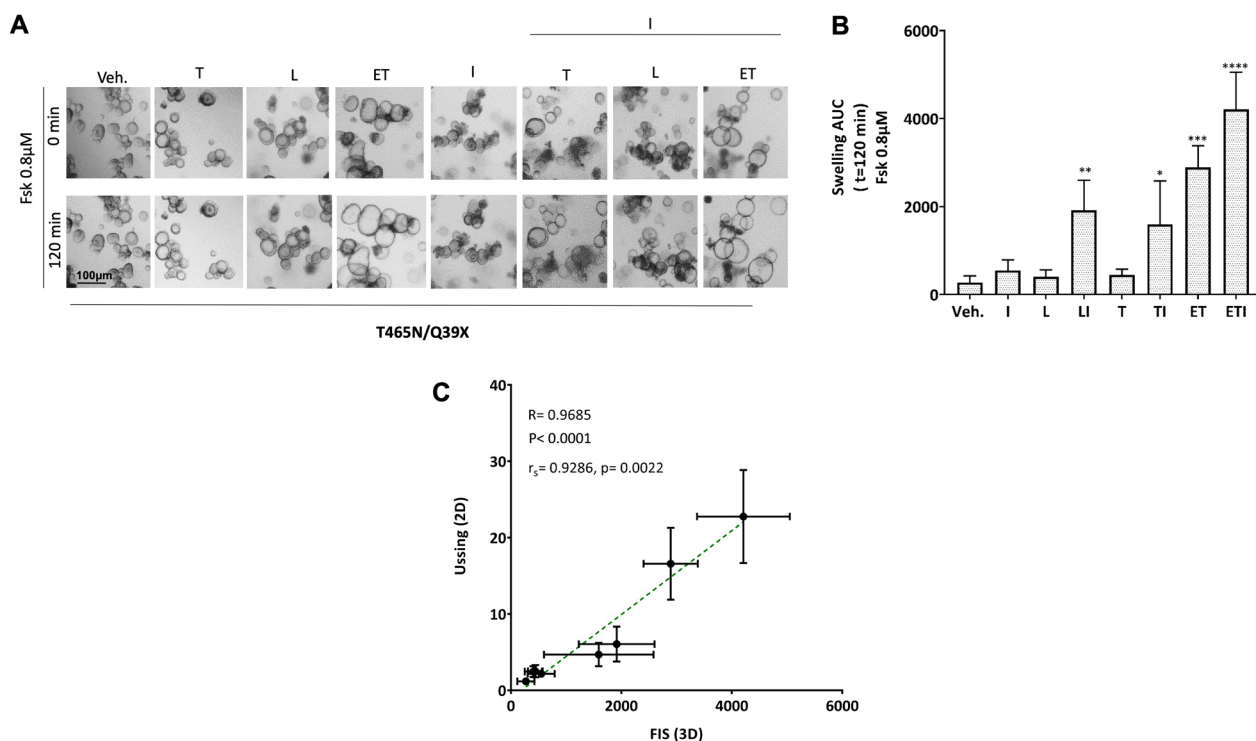 A
I
Veh.
T
L
ET
I
T
L
ET
Fsk 0.8µM
0 min
120 min
100µm
T465N/Q39X
B
6000
4000
2000
0
Swelling AUC
( t=120 min)
Fsk 0.8µM
**
*
***
****
Veh.
I
L
LI
T
TI
ET
ETI
C
40
30
20
10
0
R= 0.9685
P< 0.0001
rs= 0.9286, p= 0.0022
Ussing (2D)
0
2000
4000
6000
FIS (3D)